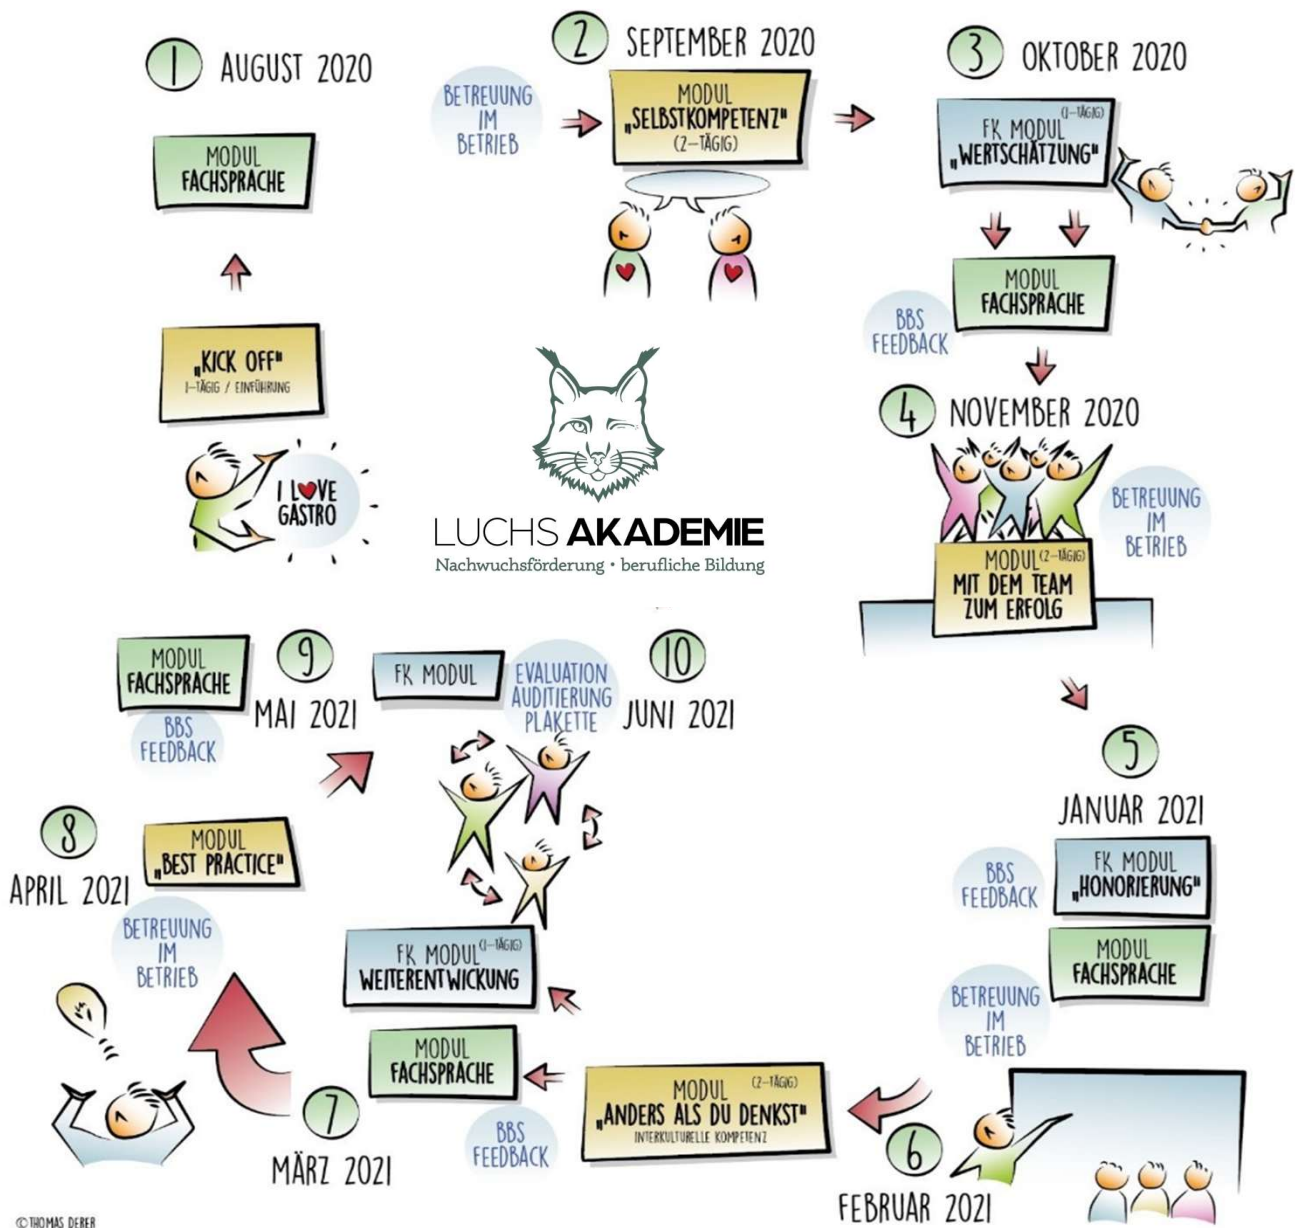 1 AUGUST 2020
MODUL
FACHSPRACHE
„KICK OFF"
1-TÄGIG / EINFÜHRUNG
I L❤VE
GASTRO
2 SEPTEMBER 2020
BETREUUNG
IM
BETRIEB
MODUL
„SELBSTKOMPETENZ"
(2-TÄGIG)
3 OKTOBER 2020
(1-TÄGIG)
FK MODUL
„WERTSCHÄTZUNG"
MODUL
FACHSPRACHE
BBS
FEEDBACK
4 NOVEMBER 2020
BETREUUNG
IM
BETRIEB
MODUL (2-TÄGIG)
MIT DEM TEAM
ZUM ERFOLG
LUCHS AKADEMIE
Nachwuchsförderung • berufliche Bildung
5
JANUAR 2021
BBS
FEEDBACK
FK MODUL
„HONORIERUNG"
MODUL
FACHSPRACHE
BETREUUNG
IM
BETRIEB
6
FEBRUAR 2021
MODUL (2-TÄGIG)
„ANDERS ALS DU DENKST"
INTERKULTURELLE KOMPETENZ
7
MÄRZ 2021
MODUL
FACHSPRACHE
BBS
FEEDBACK
FK MODUL (1-TÄGIG)
WEITERENTWICKUNG
8
APRIL 2021
MODUL
„BEST PRACTICE"
BETREUUNG
IM
BETRIEB
9
MAI 2021
MODUL
FACHSPRACHE
BBS
FEEDBACK
10
JUNI 2021
FK MODUL
EVALUATION
AUDITIERUNG
PLAKETTE
© THOMAS DERER